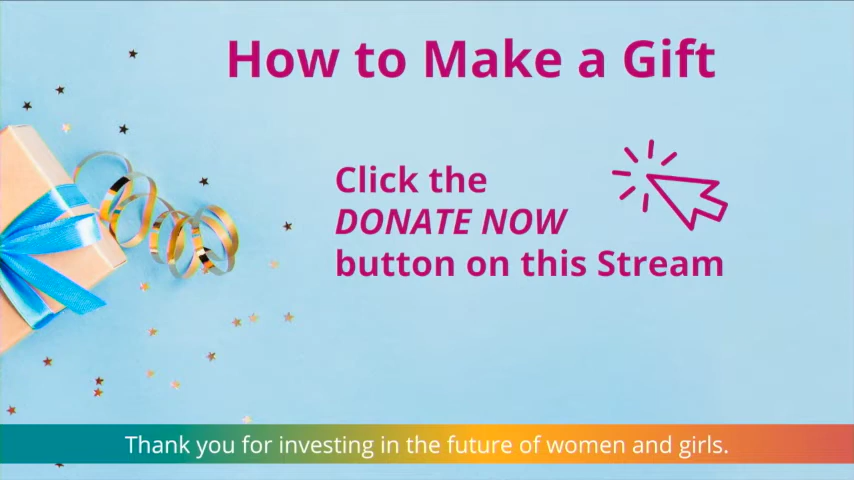 How to Make a Gift
Click the
DONATE NOW
button on this Stream
Thank you for investing in the future of women and girls.